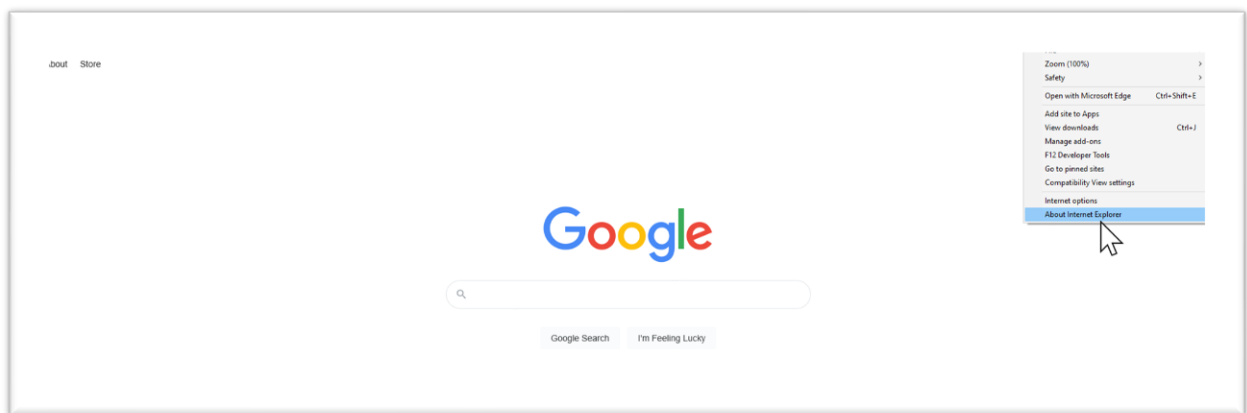 bout Store
Zoom (100%) >
Safety >
Open with Microsoft Edge Ctrl+Shift+E
Add site to Apps
View downloads Ctrl+J
Manage add-ons
F12 Developer Tools
Go to pinned sites
Compatibility View settings
Internet options
About Internet Explorer
Google
Google Search I'm Feeling Lucky